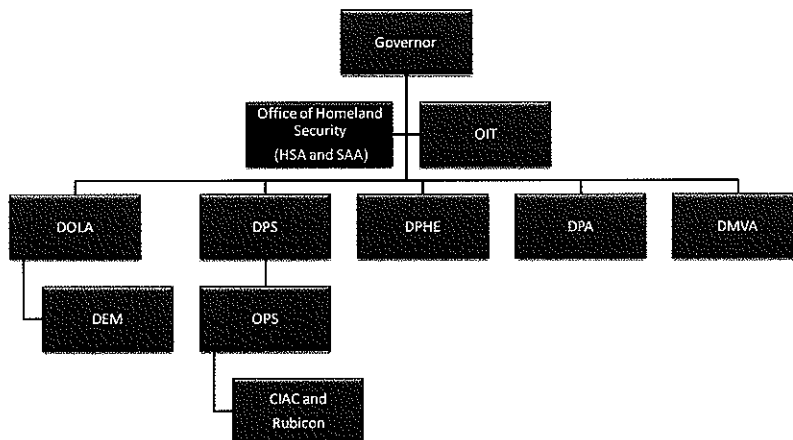 Governor
Office of Homeland
Security
(HSA and SAA)
OIT
DOLA
DPS
DPHE
DPA
DMVA
DEM
OPS
CIAC and
Rubicon